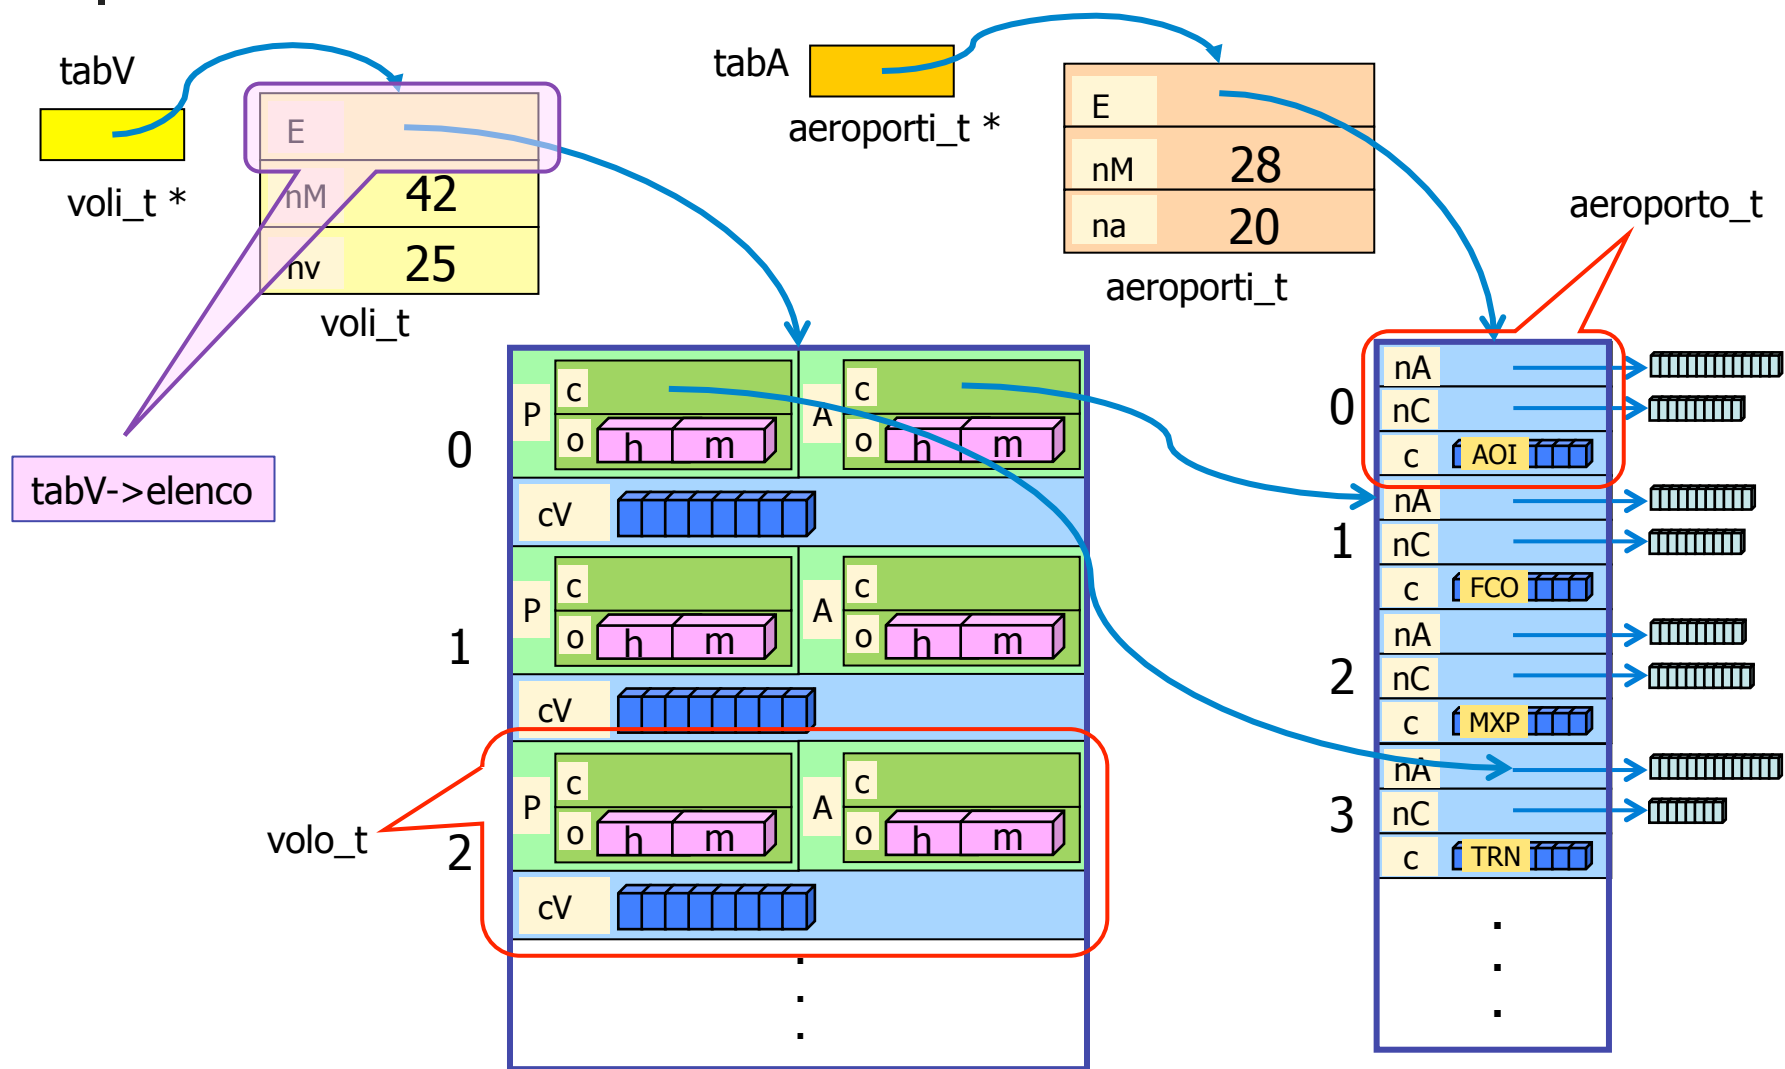 tabV
voli_t *
E
nM 42
nv 25
voli_t
tabV->elenco
tabA
aeroporti_t *
E
nM 28
na 20
aeroporti_t
aeroporto_t
0
P c A c
o h m o h m
cV
1
P c A c
o h m o h m
cV
volo_t
2
P c A c
o h m o h m
cV
.
.
.
0
nA
nC
c AOI
1
nA
nC
c FCO
2
nA
nC
c MXP
3
nA
nC
c TRN
.
.
.